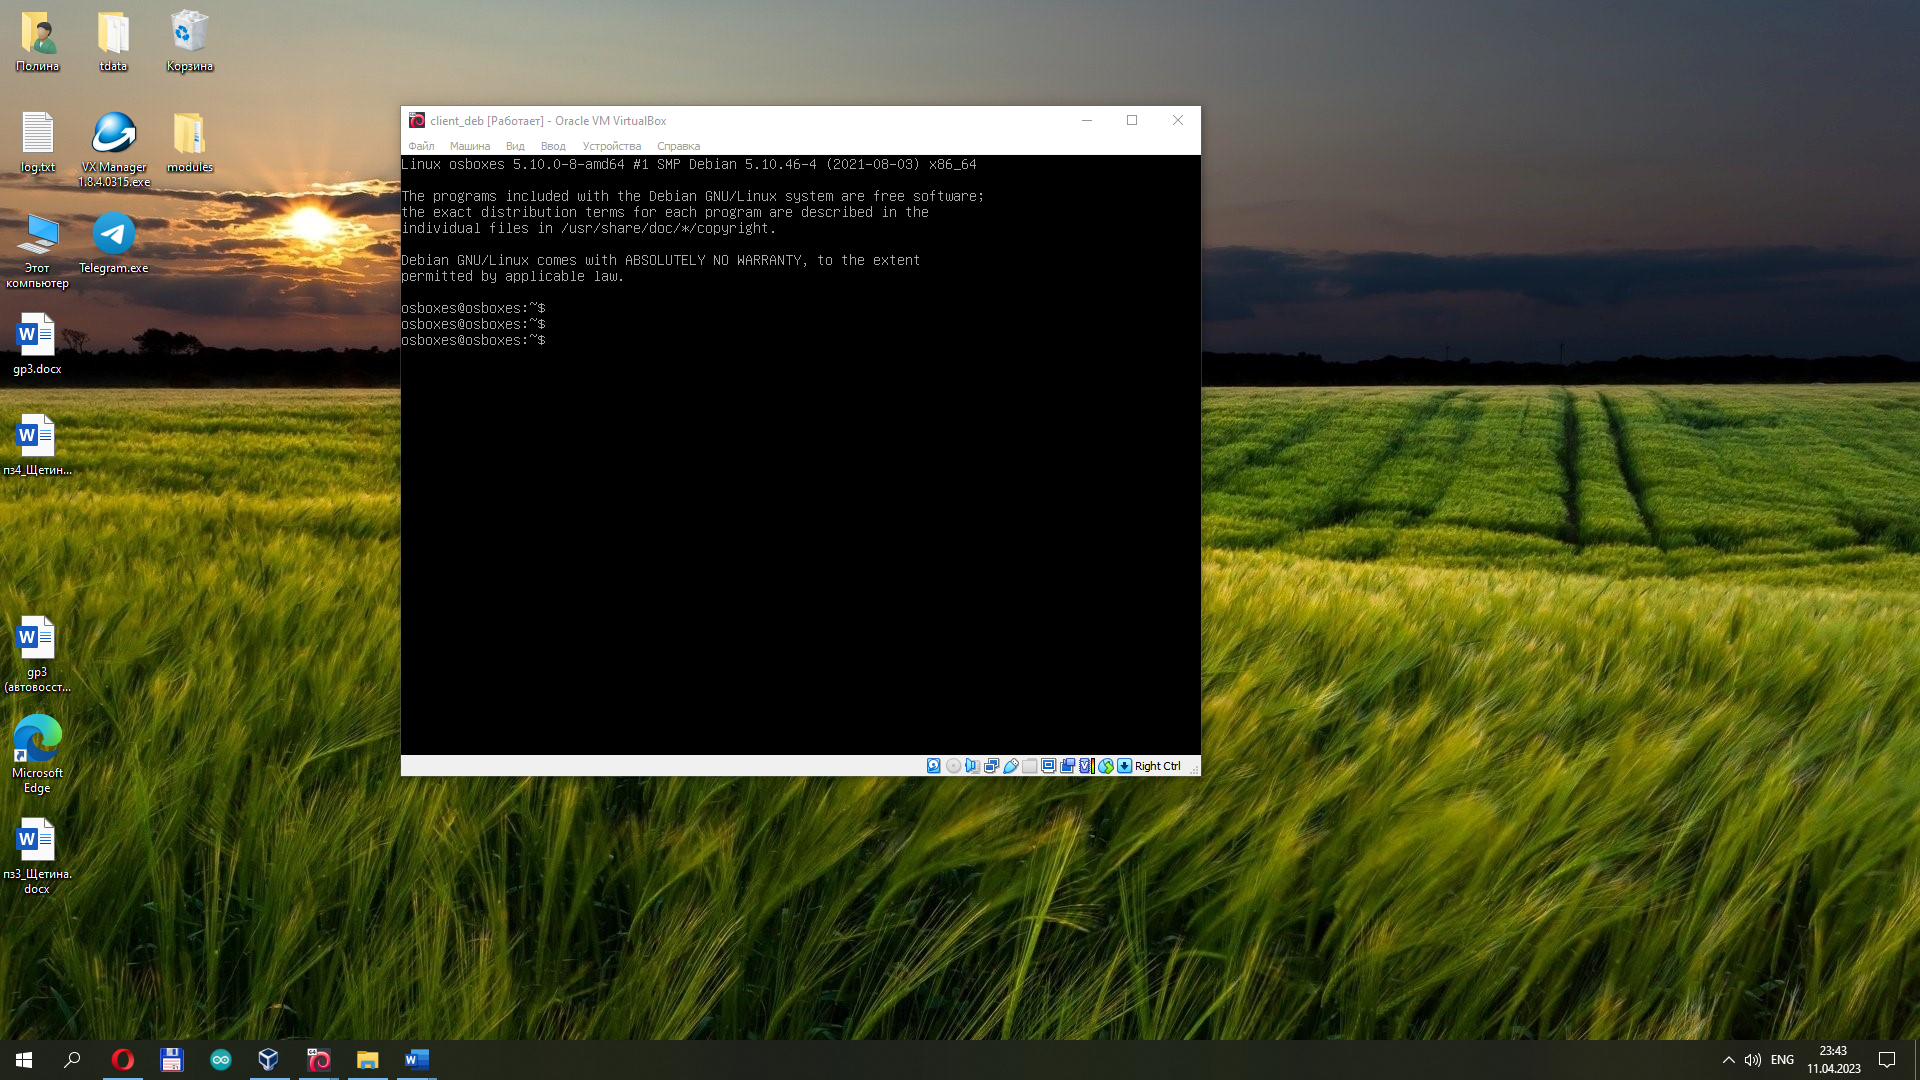 Полина
tdata
Корзина
log.txt
VX Manager
1.8.4.0315.exe
modules
Этот
компьютер
Telegram.exe
gp3.docx
пз4_Щетин...
gp3
(автовосст...
Microsoft
Edge
пз3_Щетина.
docx
client_deb [Работает] - Oracle VM VirtualBox
Файл Машина Вид Ввод Устройства Справка
Linux osboxes 5.10.0-8-amd64 #1 SMP Debian 5.10.46-4 (2021-08-03) x86_64
The programs included with the Debian GNU/Linux system are free software;
the exact distribution terms for each program are described in the
individual files in /usr/share/doc/*/copyright.
Debian GNU/Linux comes with ABSOLUTELY NO WARRANTY, to the extent
permitted by applicable law.
osboxes@osboxes:~$
osboxes@osboxes:~$
osboxes@osboxes:~$
Right Ctrl
ENG
23:43
11.04.2023